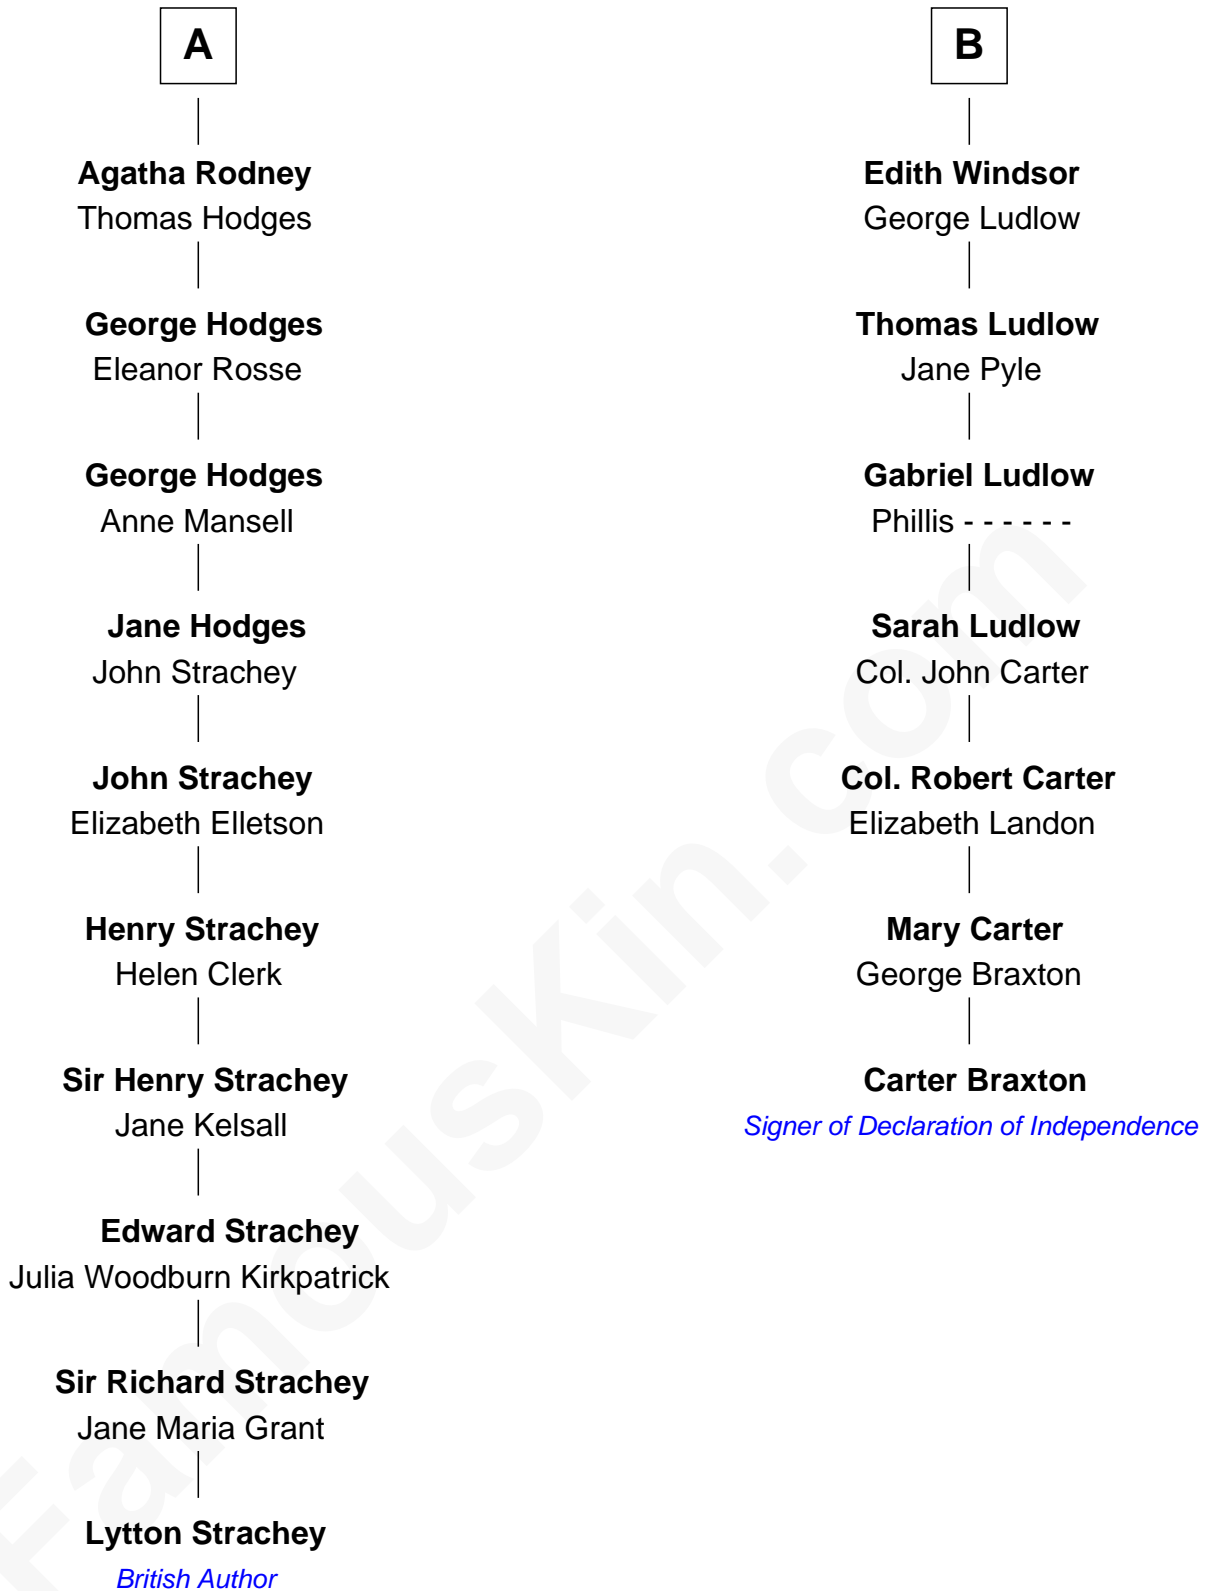 A
Agatha Rodney
Thomas Hodges
George Hodges
Eleanor Rosse
George Hodges
Anne Mansell
Jane Hodges
John Strachey
John Strachey
Elizabeth Elletson
Henry Strachey
Helen Clerk
Sir Henry Strachey
Jane Kelsall
Edward Strachey
Julia Woodburn Kirkpatrick
Sir Richard Strachey
Jane Maria Grant
Lytton Strachey
British Author
B
Edith Windsor
George Ludlow
Thomas Ludlow
Jane Pyle
Gabriel Ludlow
Phillis - - - - - -
Sarah Ludlow
Col. John Carter
Col. Robert Carter
Elizabeth Landon
Mary Carter
George Braxton
Carter Braxton
Signer of Declaration of Independence
FamousKin.com